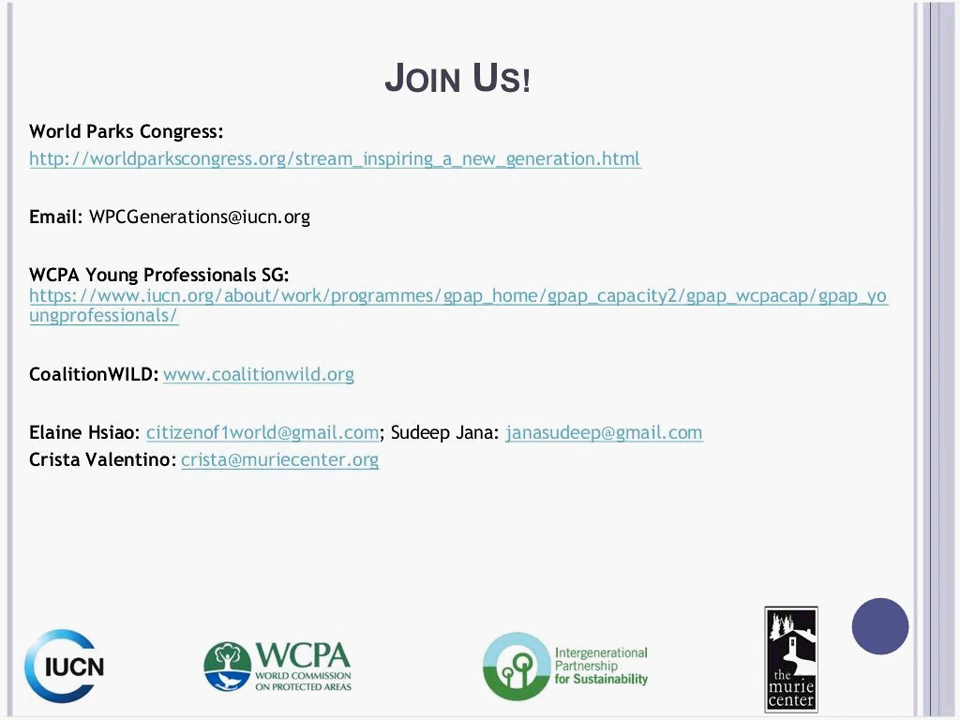 JOIN US!
World Parks Congress:
http://worldparkscongress.org/stream_inspiring_a_new_generation.html
Email: WPCGenerations@iucn.org
WCPA Young Professionals SG:
https://www.iucn.org/about/work/programmes/gpap_home/gpap_capacity2/gpap_wcpacap/gpap_yo
ungprofessionals/
CoalitionWILD: www.coalitionwild.org
Elaine Hsiao: citizenof1world@gmail.com; Sudeep Jana: janasudeep@gmail.com
Crista Valentino: crista@muriecenter.org
IUCN
WCPA
WORLD COMMISSION
ON PROTECTED AREAS
Intergenerational
Partnership
for Sustainability
the
murie
center